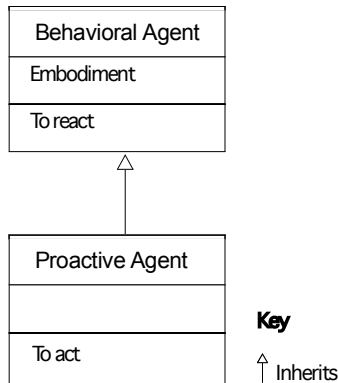 Behavioral Agent
Embodiment
To react
Proactive Agent
To act
Key
Inherits